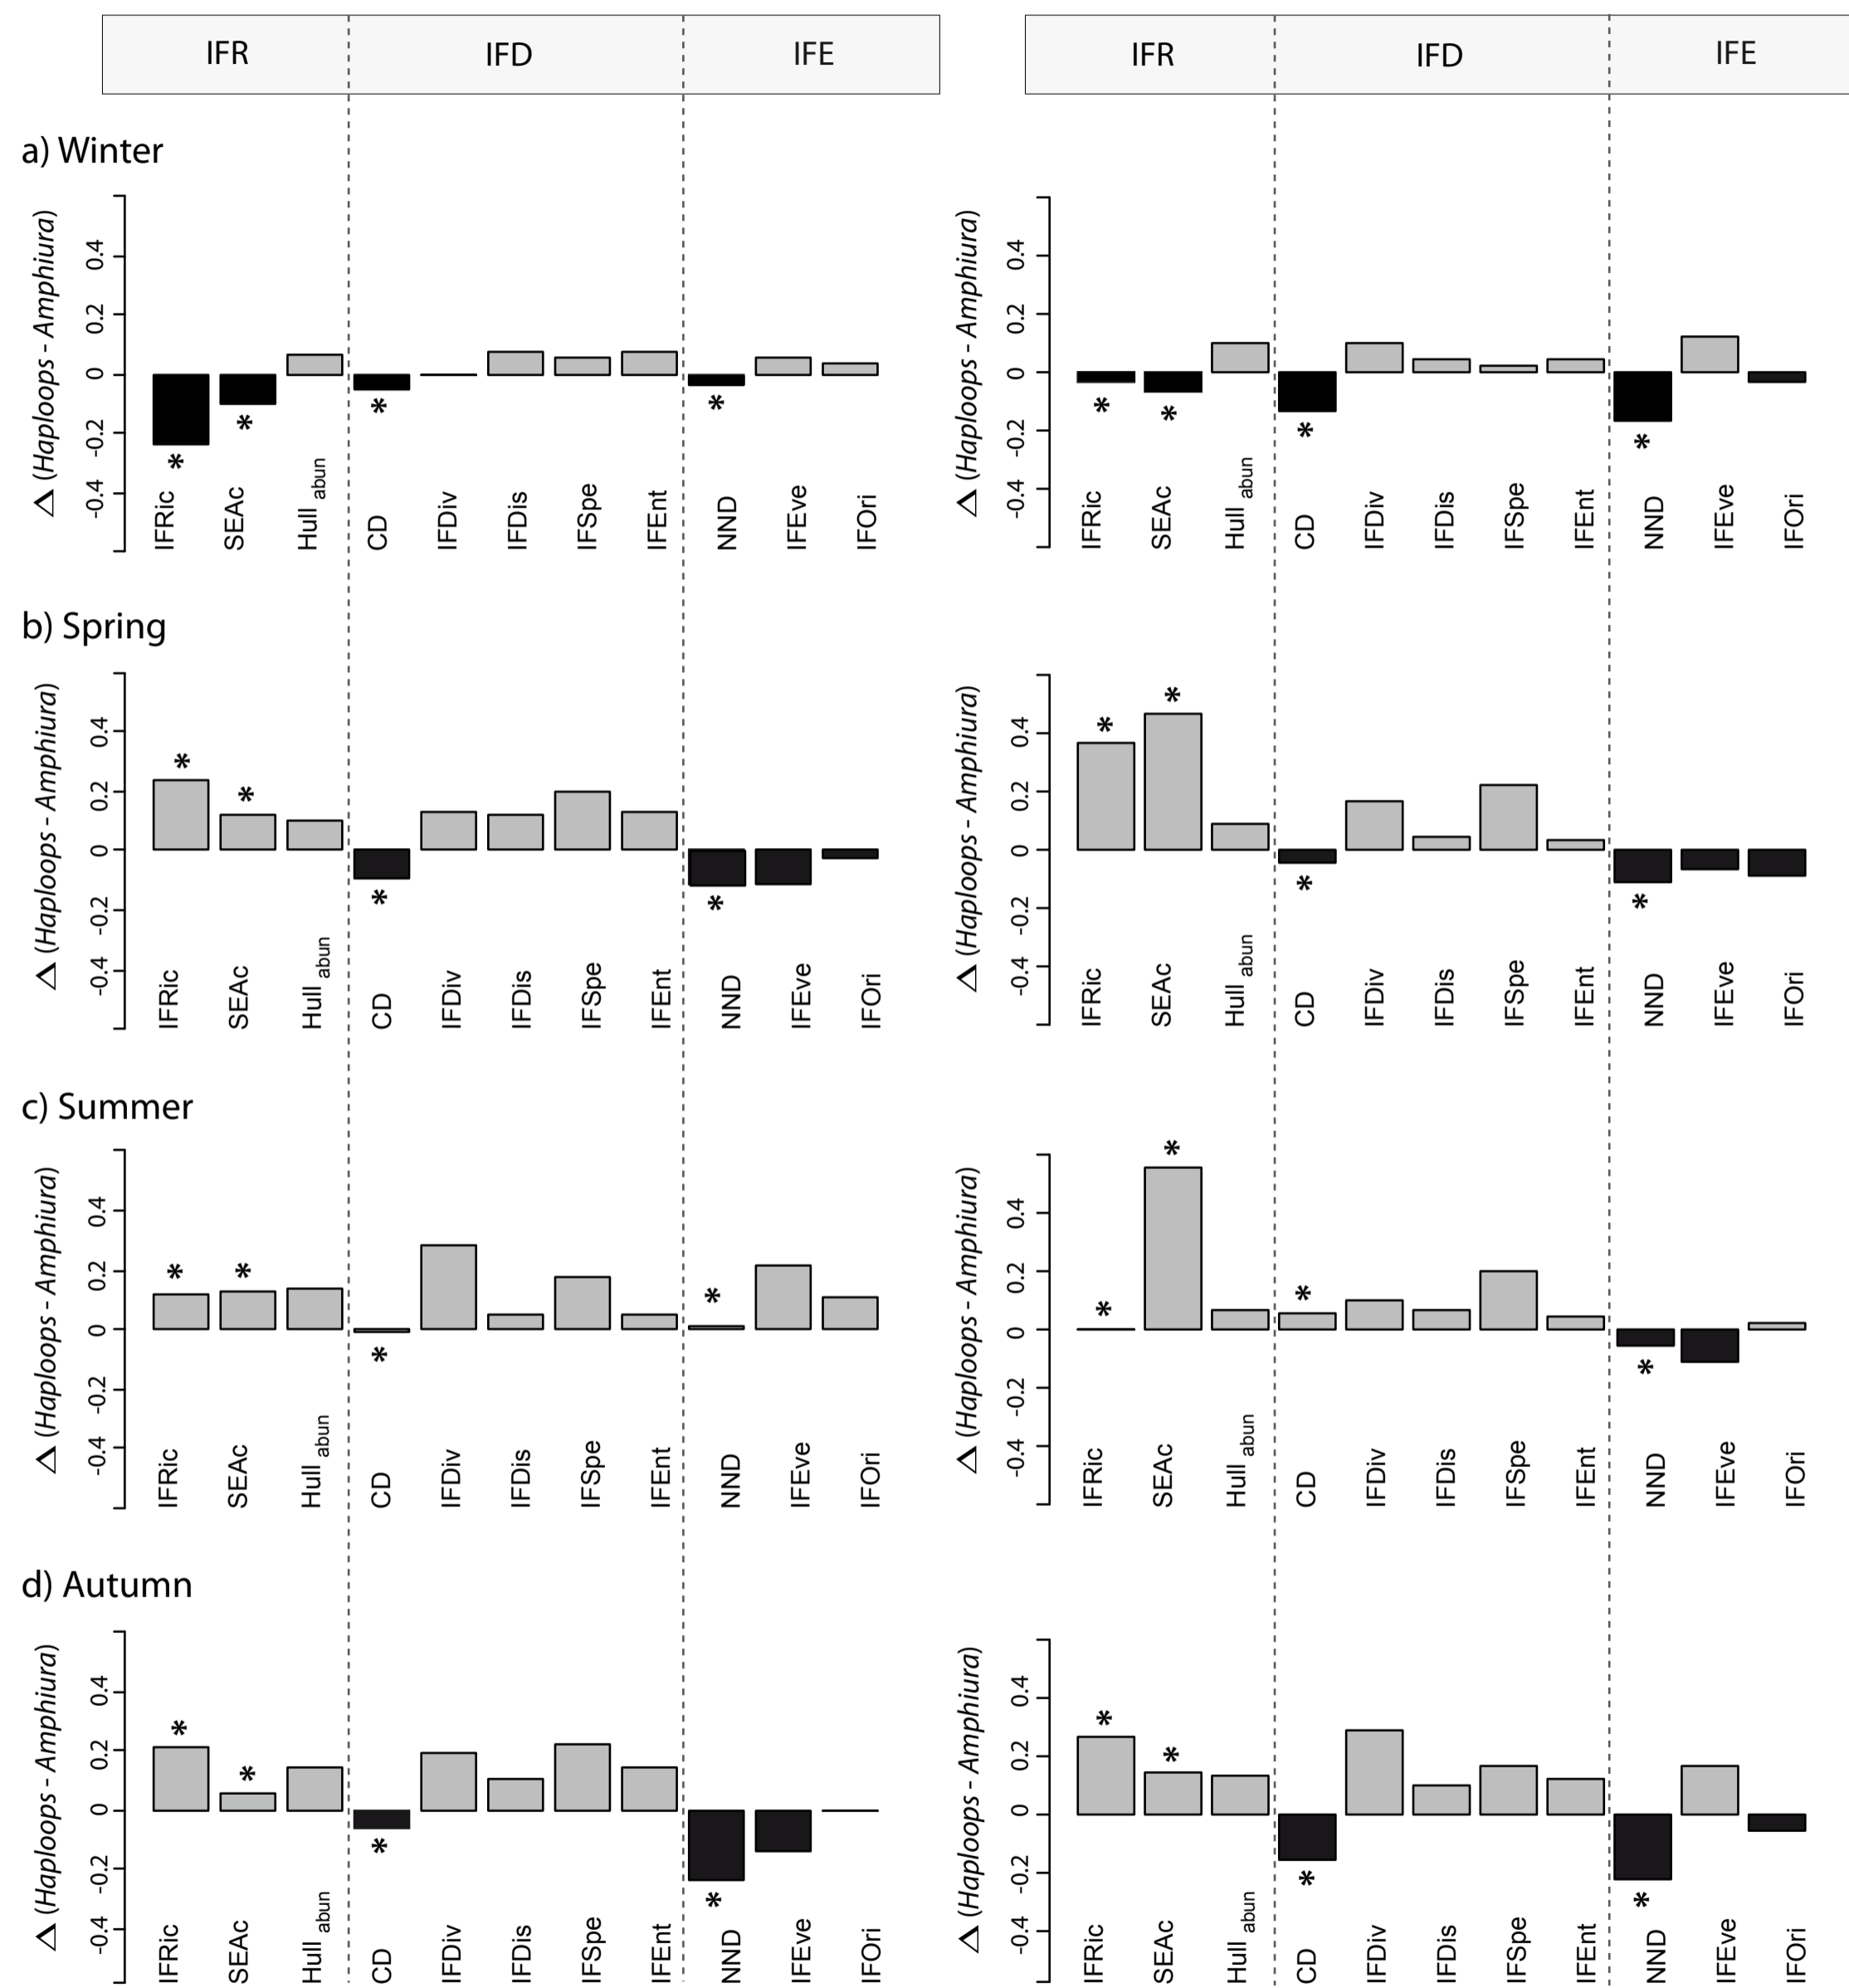 IFR IFD IFE IFR IFD IFE
a) Winter
Δ (Haploops - Amphiura)
0.4
0.2
0
-0.2
-0.4
* * * *
IFRic SEAc Hull abun CD IFDiv IFDis IFSpe IFEnt NND IFEve IFOri
Δ (Haploops - Amphiura)
0.4
0.2
0
-0.2
-0.4
* * * *
IFRic SEAc Hull abun CD IFDiv IFDis IFSpe IFEnt NND IFEve IFOri
b) Spring
Δ (Haploops - Amphiura)
0.4
0.2
0
-0.2
-0.4
* * * *
IFRic SEAc Hull abun CD IFDiv IFDis IFSpe IFEnt NND IFEve IFOri
Δ (Haploops - Amphiura)
0.4
0.2
0
-0.2
-0.4
* * * *
IFRic SEAc Hull abun CD IFDiv IFDis IFSpe IFEnt NND IFEve IFOri
c) Summer
Δ (Haploops - Amphiura)
0.4
0.2
0
-0.2
-0.4
* * * *
IFRic SEAc Hull abun CD IFDiv IFDis IFSpe IFEnt NND IFEve IFOri
Δ (Haploops - Amphiura)
0.4
0.2
0
-0.2
-0.4
* * * *
IFRic SEAc Hull abun CD IFDiv IFDis IFSpe IFEnt NND IFEve IFOri
d) Autumn
Δ (Haploops - Amphiura)
0.4
0.2
0
-0.2
-0.4
* * * *
IFRic SEAc Hull abun CD IFDiv IFDis IFSpe IFEnt NND IFEve IFOri
Δ (Haploops - Amphiura)
0.4
0.2
0
-0.2
-0.4
* * * *
IFRic SEAc Hull abun CD IFDiv IFDis IFSpe IFEnt NND IFEve IFOri